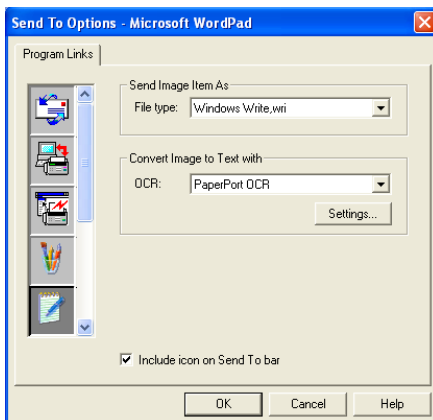 Send To Options - Microsoft WordPad
Program Links
Send Image Item As
File type: Windows Write,wri
Convert Image to Text with
OCR: PaperPort OCR
Settings...
Include icon on Send To bar
OK Cancel Help